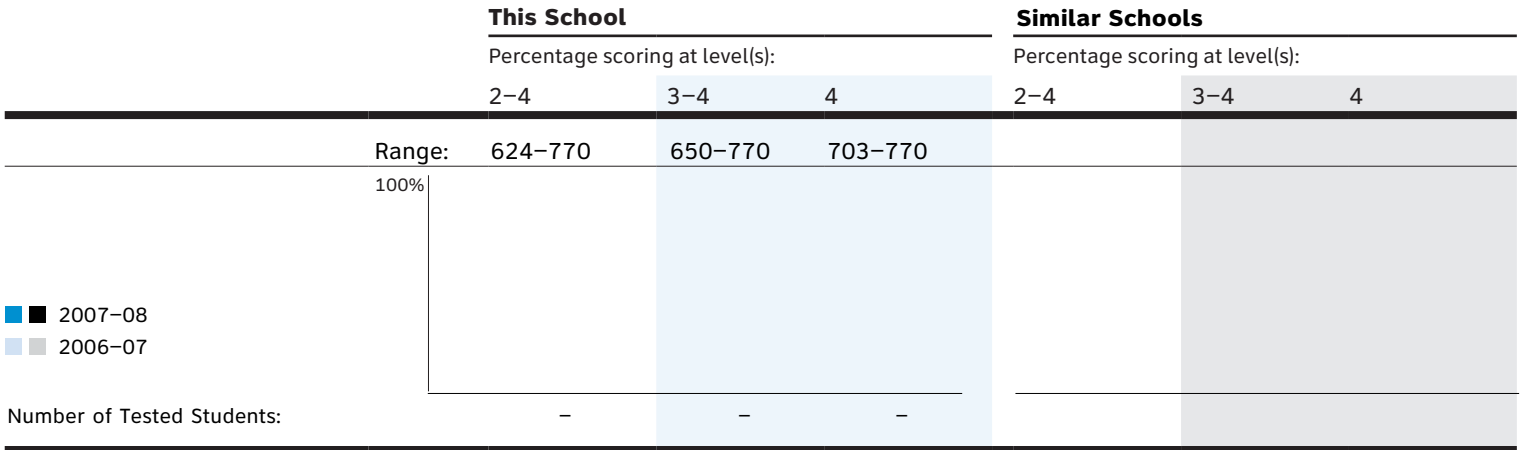 This School Similar Schools
Percentage scoring at level(s): Percentage scoring at level(s):
2–4 3–4 4 2–4 3–4 4
Range: 624–770 650–770 703–770
100%
2007–08
2006–07
Number of Tested Students: – – –